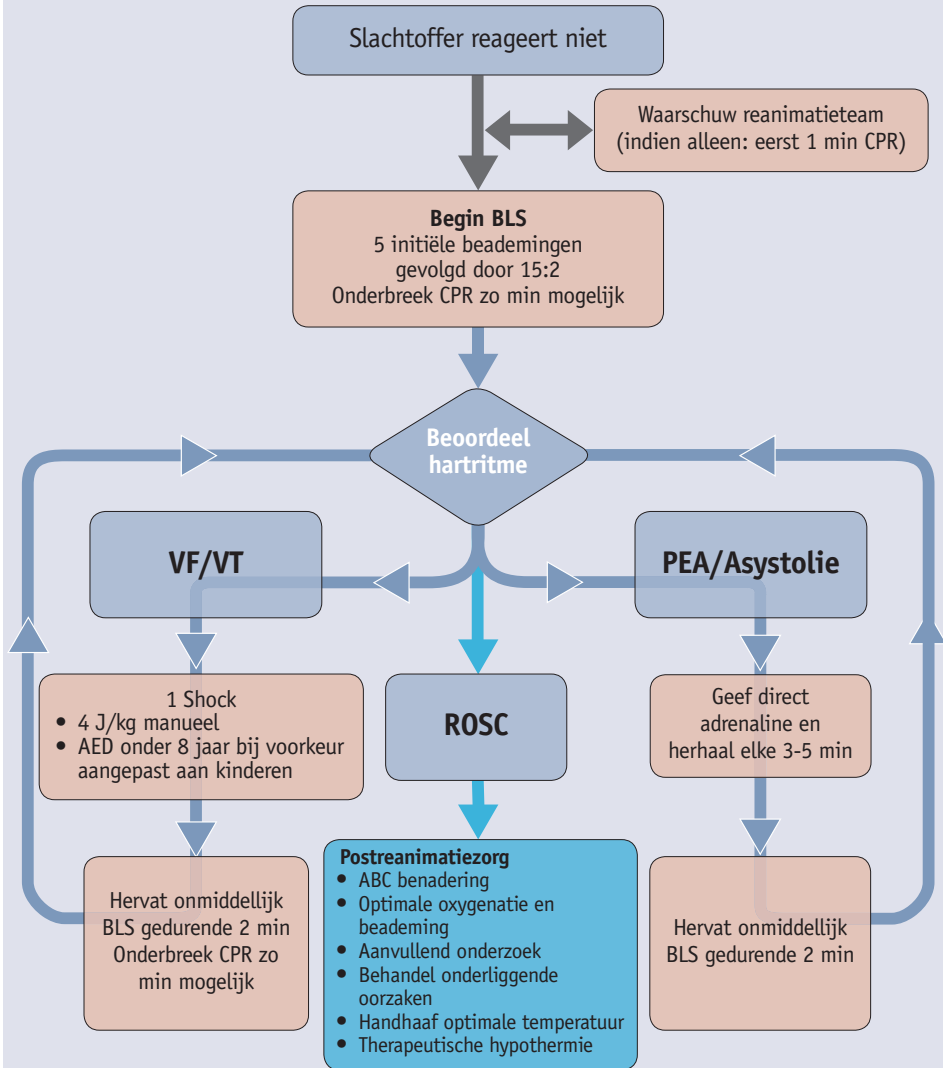 Slachtoffer reageert niet
Waarschuw reanimatieteam
(indien alleen: eerst 1 min CPR)
Begin BLS
5 initiële beademingen
gevolgd door 15:2
Onderbreek CPR zo min mogelijk
Beoordeel
hartritme
VF/VT
PEA/Asystolie
1 Shock
• 4 J/kg manueel
• AED onder 8 jaar bij voorkeur
aangepast aan kinderen
ROSC
Geef direct
adrenaline en
herhaal elke 3-5 min
Hervat onmiddellijk
BLS gedurende 2 min
Onderbreek CPR zo
min mogelijk
Postreanimatiezorg
• ABC benadering
• Optimale oxygenatie en
beademing
• Aanvullend onderzoek
• Behandel onderliggende
oorzaken
• Handhaaf optimale temperatuur
• Therapeutische hypothermie
Hervat onmiddellijk
BLS gedurende 2 min